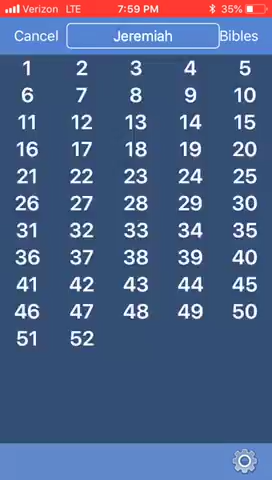 Verizon LTE 7:59 PM 35%
Cancel Jeremiah Bibles
1 2 3 4 5
6 7 8 9 10
11 12 13 14 15
16 17 18 19 20
21 22 23 24 25
26 27 28 29 30
31 32 33 34 35
36 37 38 39 40
41 42 43 44 45
46 47 48 49 50
51 52